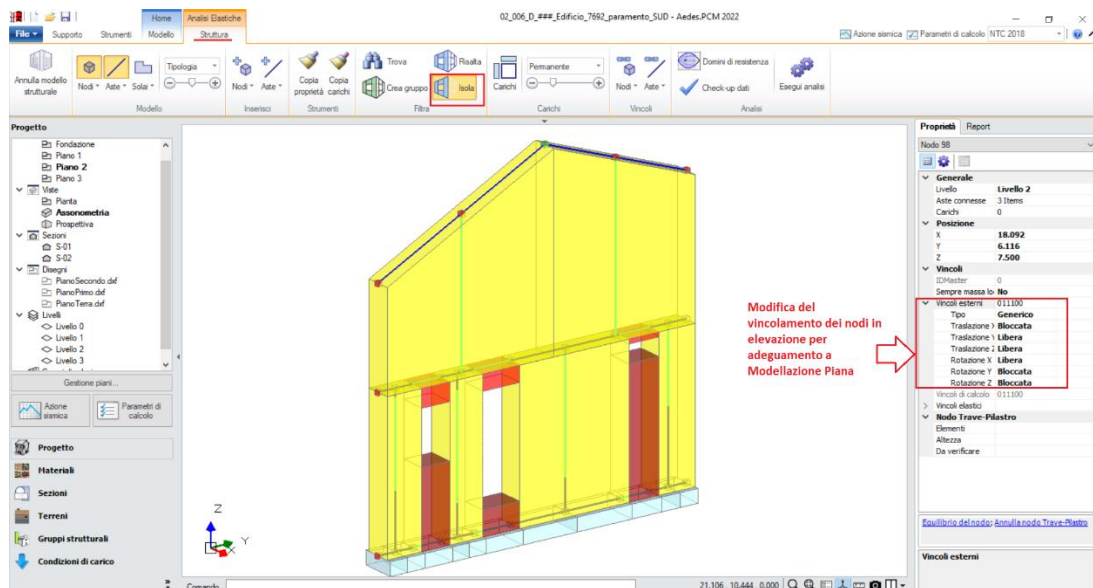 02_006_D_###_Edificio_7692_paramento_SUD - Aedes.PCM 2022
Home
Analisi Elastiche
File
Supporto
Strumenti
Modello
Struttura
Azione sismica
Parametri di calcolo
NTC 2018
Annulla modello
strutturale
Nodi
Aste
Solai
Tipologia
Modello
Nodi
Aste
Inserisci
Copia
proprietà
Copia
carichi
Strumenti
Trova
Crea gruppo
Risalta
Isola
Filtra
Carichi
Permanente
Carichi
Nodi
Aste
Vincoli
Domini di resistenza
Check-up dati
Esegui analisi
Analisi
Progetto
Fondazione
Piano 1
Piano 2
Piano 3
Viste
Pianta
Assonometria
Prospettiva
Sezioni
S-01
S-02
Disegni
PianoSecondo.dxf
PianoPrimo.dxf
PianoTerra.dxf
Livelli
Livello 0
Livello 1
Livello 2
Livello 3
Gestione piani...
Azione
sismica
Parametri di
calcolo
Progetto
Materiali
Sezioni
Terreni
Gruppi strutturali
Condizioni di carico
Z
Y
X
Modifica del
vincolamento dei nodi in
elevazione per
adeguamento a
Modellazione Piana
Proprietà Report
Nodo 98
Generale
Livello Livello 2
Aste connesse 3 Items
Carichi 0
Posizione
X 18.092
Y 6.116
Z 7.500
Vincoli
IDMaster 0
Sempre massa lo No
Vincoli esterni 011100
Tipo Generico
Traslazione X Bloccata
Traslazione Y Libera
Traslazione Z Libera
Rotazione X Libera
Rotazione Y Bloccata
Rotazione Z Bloccata
Vincoli di calcolo 011100
Vincoli elastici
Nodo Trave-Pilastro
Elementi
Altezza
Da verificare
Equilibrio del nodo; Annulla nodo Trave-Pilastro
Vincoli esterni
Comando
21.106 10.444 0.000